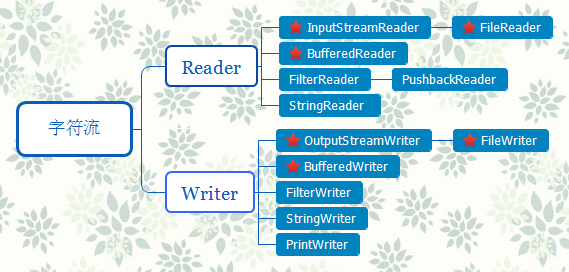 字符流
Reader
InputStreamReader
FileReader
BufferedReader
FilterReader
PushbackReader
StringReader
Writer
OutputStreamWriter
FileWriter
BufferedWriter
FilterWriter
StringWriter
PrintWriter